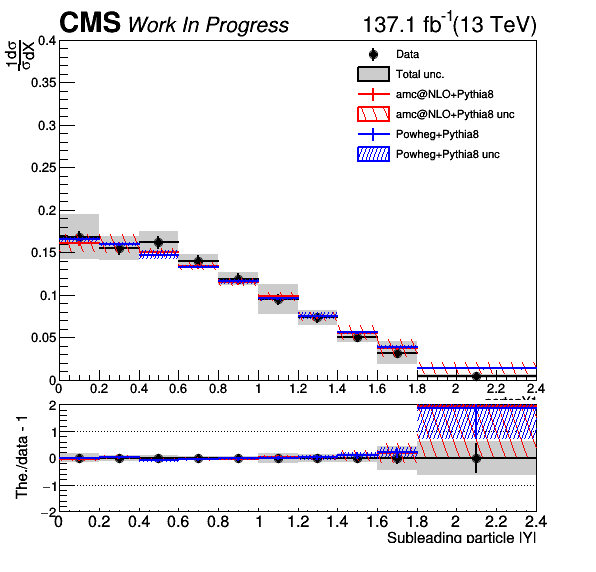 CMS Work In Progress 137.1 fb⁻¹(13 TeV)
1 dσ
σ dX
0.4
0.35
0.3
0.25
0.2
0.15
0.1
0.05
0
Data
Total unc.
amc@NLO+Pythia8
amc@NLO+Pythia8 unc
Powheg+Pythia8
Powheg+Pythia8 unc
0 0.2 0.4 0.6 0.8 1 1.2 1.4 1.6 1.8 2 2.2 2.4
The./data - 1
2
1
0
−1
−2
0 0.2 0.4 0.6 0.8 1 1.2 1.4 1.6 1.8 2 2.2 2.4
Subleading particle |Y|